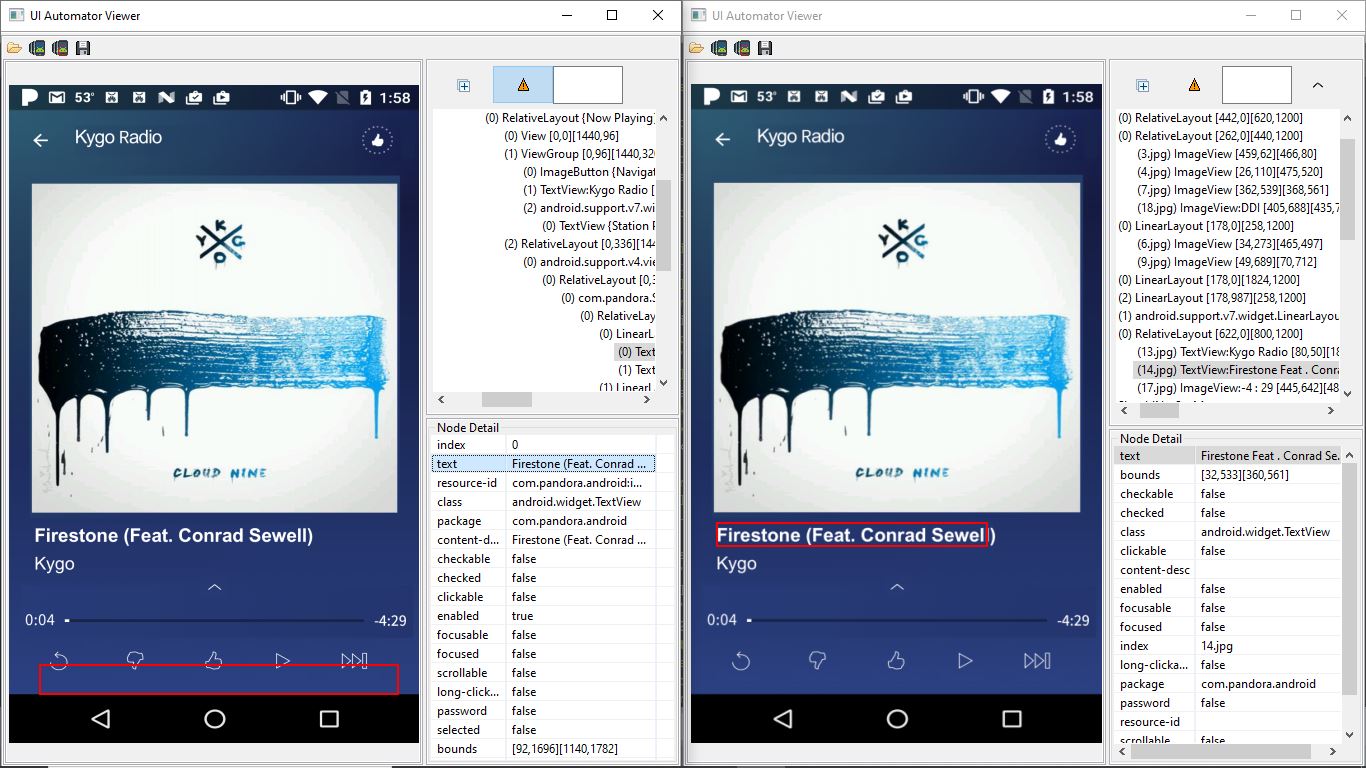 UI Automator Viewer
53°
1:58
Kygo Radio
K
Y G
O
CLOUD NINE
Firestone (Feat. Conrad Sewell)
Kygo
0:04
-4:29
(0) RelativeLayout {Now Playing}
(0) View [0,0][1440,96]
(1) ViewGroup [0,96][1440,320
(0) ImageButton {Navigat
(1) TextView:Kygo Radio [
(2) android.support.v7.wi
(0) TextView {Station
(2) RelativeLayout [0,336][144
(0) android.support.v4.vie
(0) RelativeLayout [0,3
(0) com.pandora.S
(0) RelativeLay
(0) LinearL
(0) Text
(1) Text
(1) LinearL
Node Detail
index 0
text Firestone (Feat. Conrad ...
resource-id com.pandora.android:i...
class android.widget.TextView
package com.pandora.android
content-d... Firestone (Feat. Conrad ...
checkable false
checked false
clickable false
enabled true
focusable false
focused false
scrollable false
long-click... false
password false
selected false
bounds [92,1696][1140,1782]
UI Automator Viewer
53°
1:58
Kygo Radio
K
Y G
O
CLOUD NINE
Firestone (Feat. Conrad Sewell)
Kygo
0:04
-4:29
(0) RelativeLayout [442,0][620,1200]
(0) RelativeLayout [262,0][440,1200]
(3.jpg) ImageView [459,62][466,80]
(4.jpg) ImageView [26,110][475,520]
(7.jpg) ImageView [362,539][368,561]
(18.jpg) ImageView:DDI [405,688][435,7
(0) LinearLayout [178,0][258,1200]
(6.jpg) ImageView [34,273][465,497]
(9.jpg) ImageView [49,689][70,712]
(0) LinearLayout [178,0][1824,1200]
(2) LinearLayout [178,987][258,1200]
(1) android.support.v7.widget.LinearLayou
(0) RelativeLayout [622,0][800,1200]
(13.jpg) TextView:Kygo Radio [80,50][18
(14.jpg) TextView:Firestone Feat . Conra
(17.jpg) ImageView:-4 : 29 [445,642][48
Node Detail
text Firestone Feat . Conrad Se...
bounds [32,533][360,561]
checkable false
checked false
class android.widget.TextView
clickable false
content-desc
enabled false
focusable false
focused false
index 14.jpg
long-clicka... false
package com.pandora.android
password false
resource-id
scrollable false